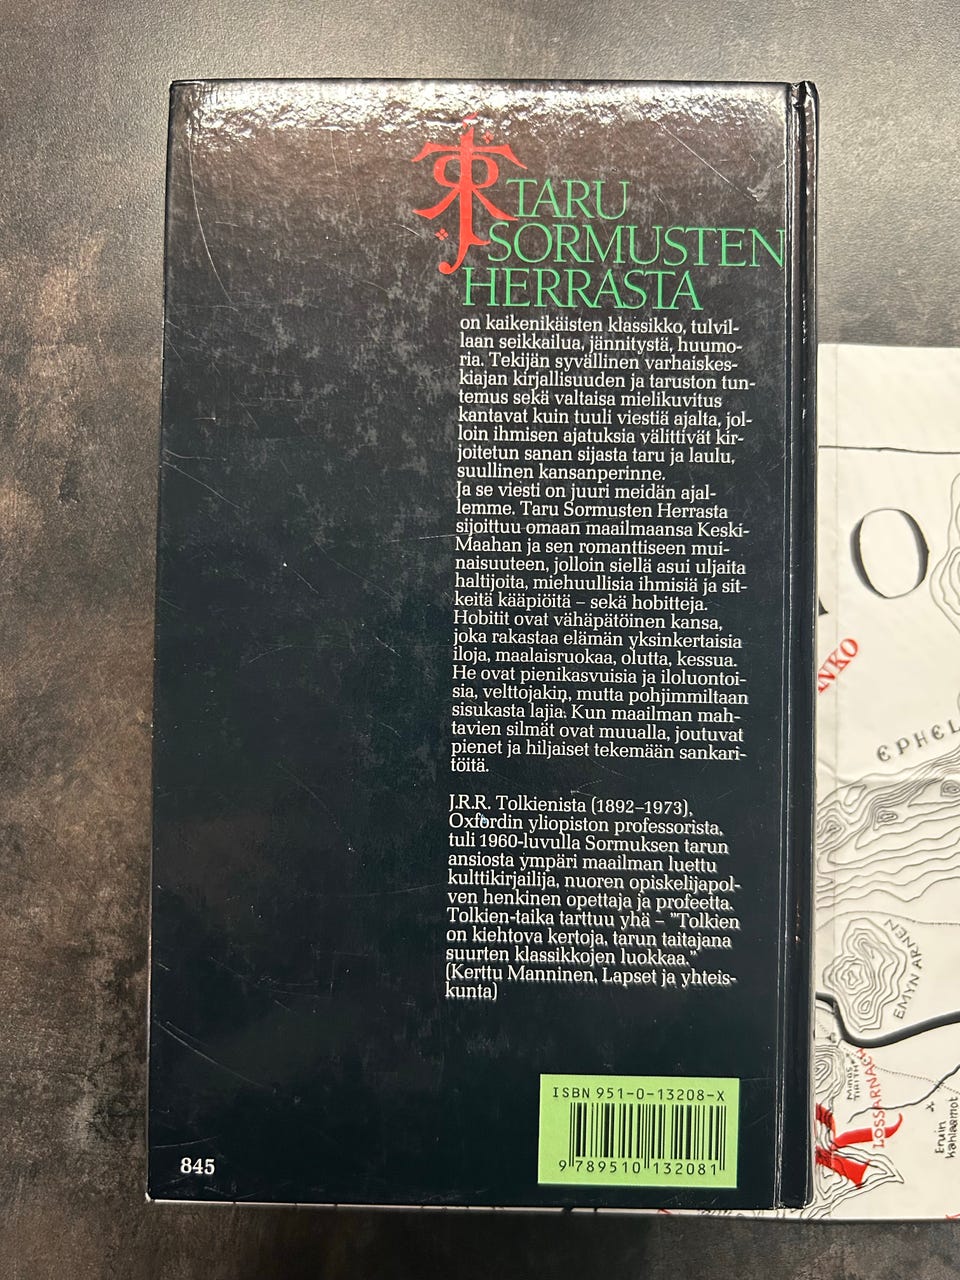 TARU
SORMUSTEN
HERRASTA
on kaikenikäisten klassikko, tulvil-
laan seikkailua, jännitystä, huumo-
ria. Tekijän syvällinen varhaiskes-
kiajan kirjallisuuden ja taruston tun-
temus sekä valtaisa mielikuvitus
kantavat kuin tuuli viestiä ajalta, jol-
loin ihmisen ajatuksia välittivät kir-
joitetun sanan sijasta taru ja laulu,
suullinen kansanperinne.
Ja se viesti on juuri meidän ajal-
lemme. Taru Sormusten Herrasta
sijoittuu omaan maailmaansa Keski-
Maahan ja sen romanttiseen mui-
naisuuteen, jolloin siellä asui uljaita
haltijoita, miehuullisia ihmisiä ja sit-
keitä kääpiöitä – sekä hobitteja.
Hobitit ovat vähäpätöinen kansa,
joka rakastaa elämän yksinkertaisia
iloja, maalaisruokaa, olutta, kessua.
He ovat pienikasvuisia ja iloluontoi-
sia, velttojakin, mutta pohjimmiltaan
sisukasta lajia. Kun maailman mah-
tavien silmät ovat muualla, joutuvat
pienet ja hiljaiset tekemään sankari-
töitä.
J.R.R. Tolkienista (1892–1973),
Oxfordin yliopiston professorista,
tuli 1960-luvulla Sormuksen tarun
ansiosta ympäri maailman luettu
kulttikirjailija, nuoren opiskelijapol-
ven henkinen opettaja ja profeetta.
Tolkien-taika tarttuu yhä – "Tolkien
on kiehtova kertoja, tarun taitajana
suurten klassikkojen luokkaa."
(Kerttu Manninen, Lapset ja yhteis-
kunta)
ISBN 951-0-13208-X
9 789510 132081
845
O
NKO
EPHEL
EMYN ARNEN
MINAS
TIRITH
LOSSARNACH
Eruin
kahlaamot